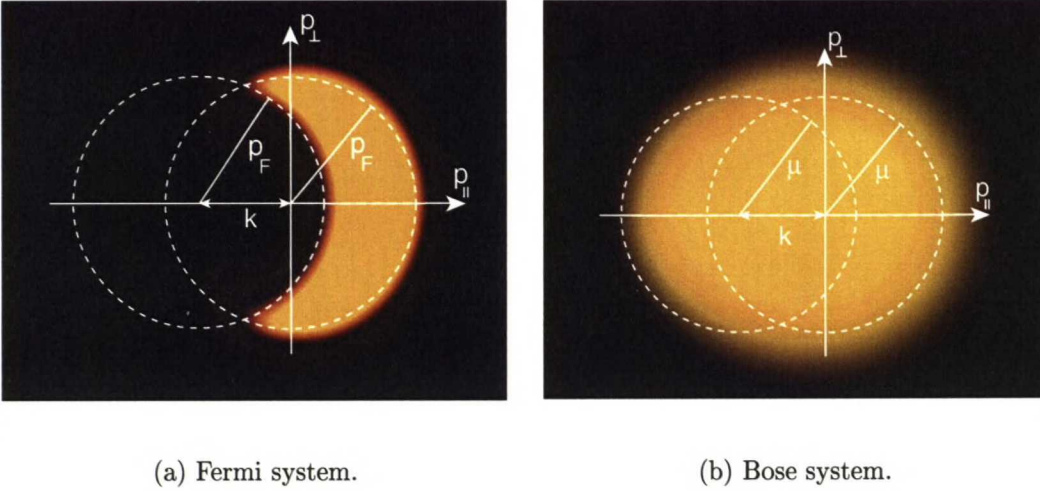 p⊥
p⊥
p_F
p_F
p∥
k
μ
μ
p∥
k
(a) Fermi system.
(b) Bose system.